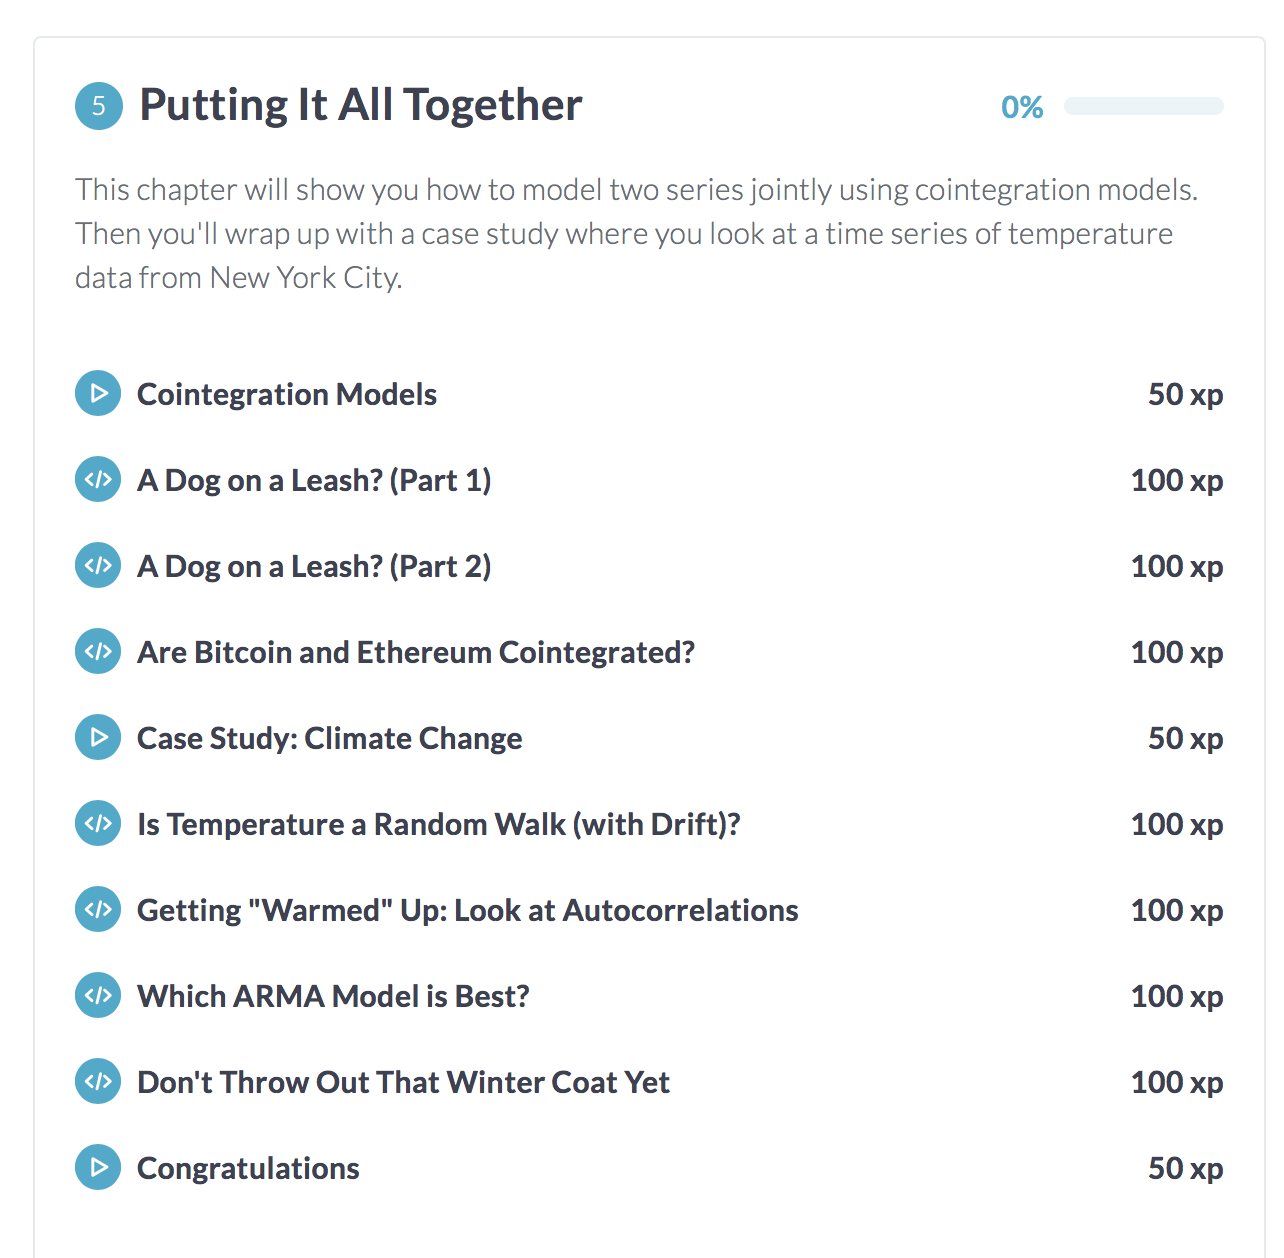 5 Putting It All Together 0%
This chapter will show you how to model two series jointly using cointegration models.
Then you'll wrap up with a case study where you look at a time series of temperature
data from New York City.
Cointegration Models 50 xp
</> A Dog on a Leash? (Part 1) 100 xp
</> A Dog on a Leash? (Part 2) 100 xp
</> Are Bitcoin and Ethereum Cointegrated? 100 xp
Case Study: Climate Change 50 xp
</> Is Temperature a Random Walk (with Drift)? 100 xp
</> Getting "Warmed" Up: Look at Autocorrelations 100 xp
</> Which ARMA Model is Best? 100 xp
</> Don't Throw Out That Winter Coat Yet 100 xp
Congratulations 50 xp